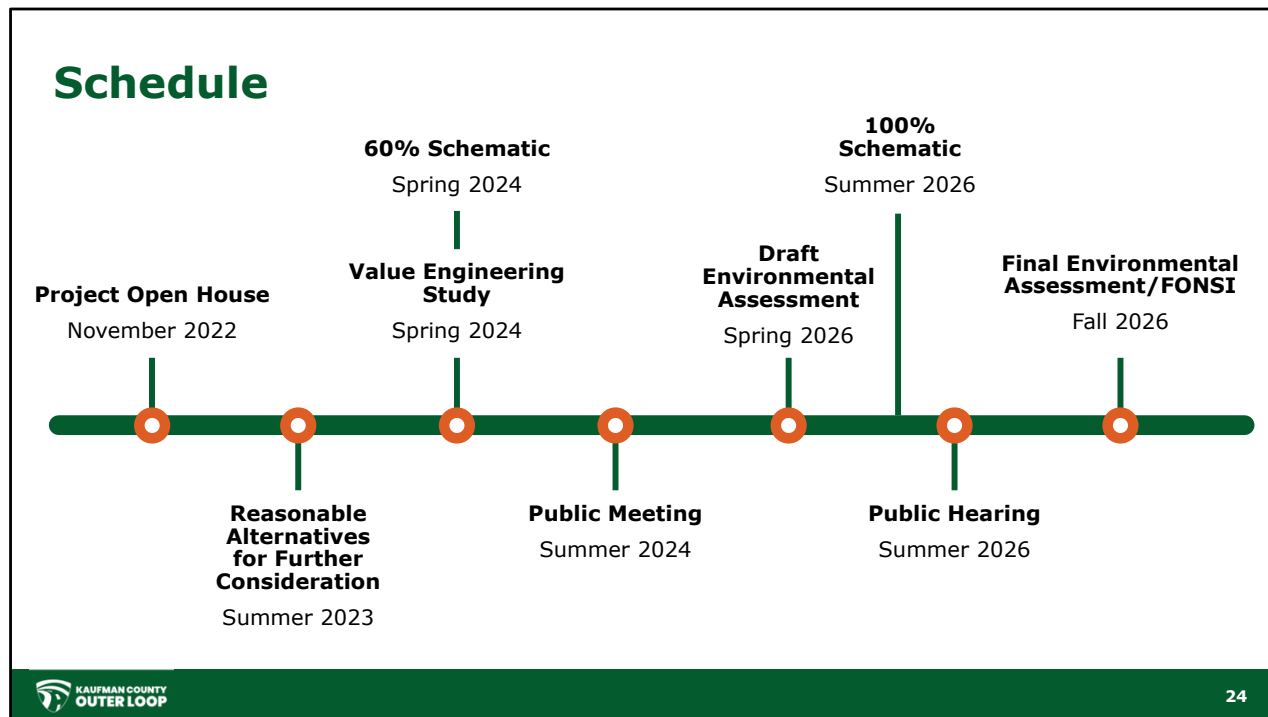 Schedule
Project Open House
November 2022
Reasonable
Alternatives
for Further
Consideration
Summer 2023
60% Schematic
Spring 2024
Value Engineering
Study
Spring 2024
Public Meeting
Summer 2024
Draft
Environmental
Assessment
Spring 2026
100%
Schematic
Summer 2026
Public Hearing
Summer 2026
Final Environmental
Assessment/FONSI
Fall 2026
KAUFMAN COUNTY
OUTER LOOP
24